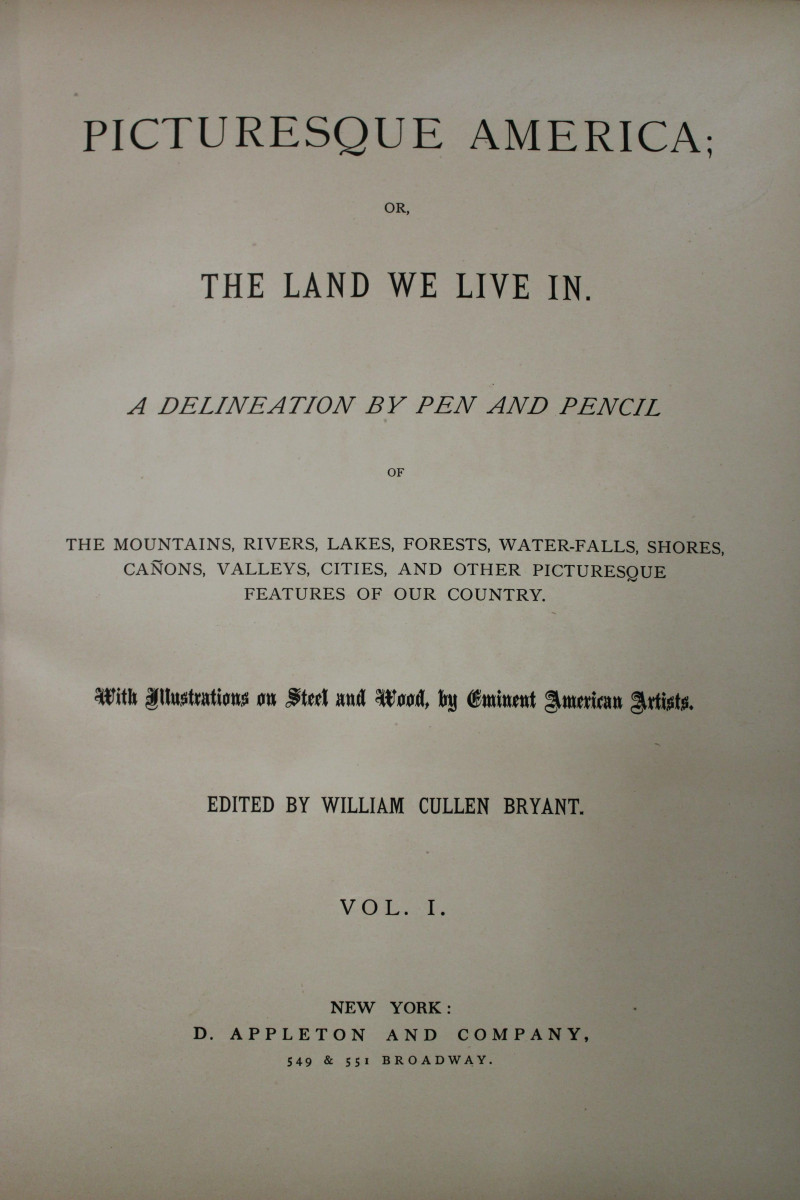 PICTURESQUE AMERICA;
OR,
THE LAND WE LIVE IN.
A DELINEATION BY PEN AND PENCIL
OF
THE MOUNTAINS, RIVERS, LAKES, FORESTS, WATER-FALLS, SHORES,
CAÑONS, VALLEYS, CITIES, AND OTHER PICTURESQUE
FEATURES OF OUR COUNTRY.
With Illustrations on Steel and Wood, by Eminent American Artists.
EDITED BY WILLIAM CULLEN BRYANT.
VOL. I.
NEW YORK:
D. APPLETON AND COMPANY,
549 & 551 BROADWAY.